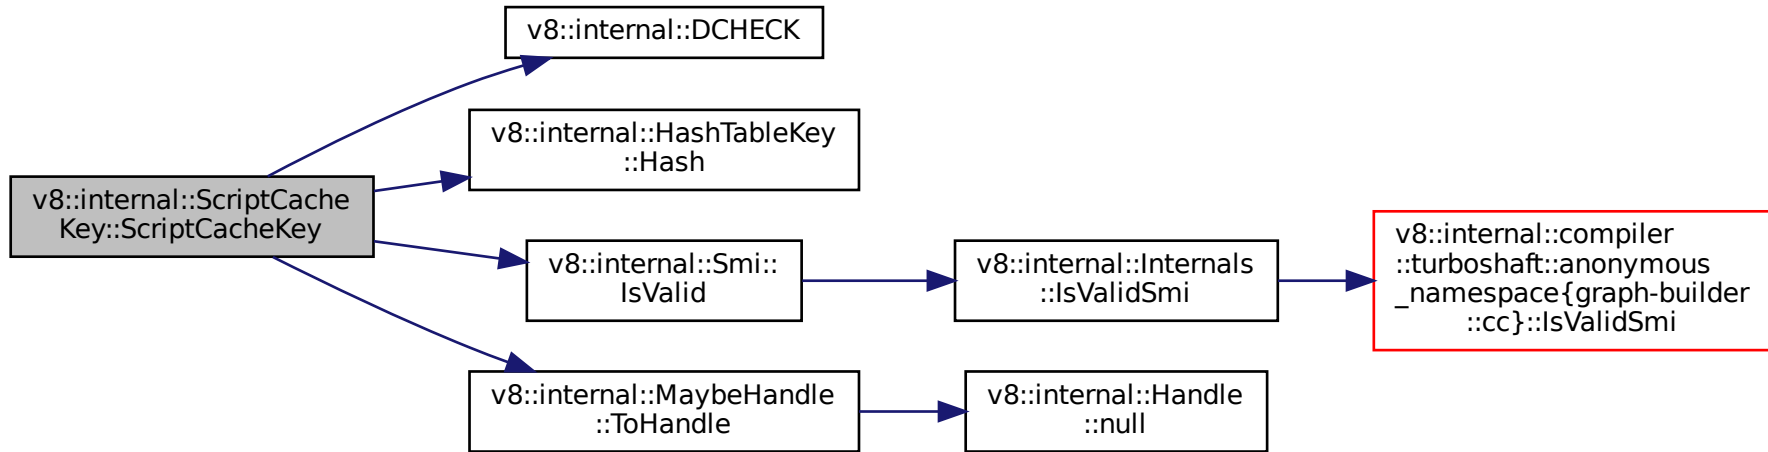 v8::internal::DCHECK
v8::internal::HashTableKey
::Hash
v8::internal::ScriptCache
Key::ScriptCacheKey
v8::internal::Smi::
IsValid
v8::internal::Internals
::IsValidSmi
v8::internal::compiler
::turboshaft::anonymous
_namespace{graph-builder
::cc}::IsValidSmi
v8::internal::MaybeHandle
::ToHandle
v8::internal::Handle
::null